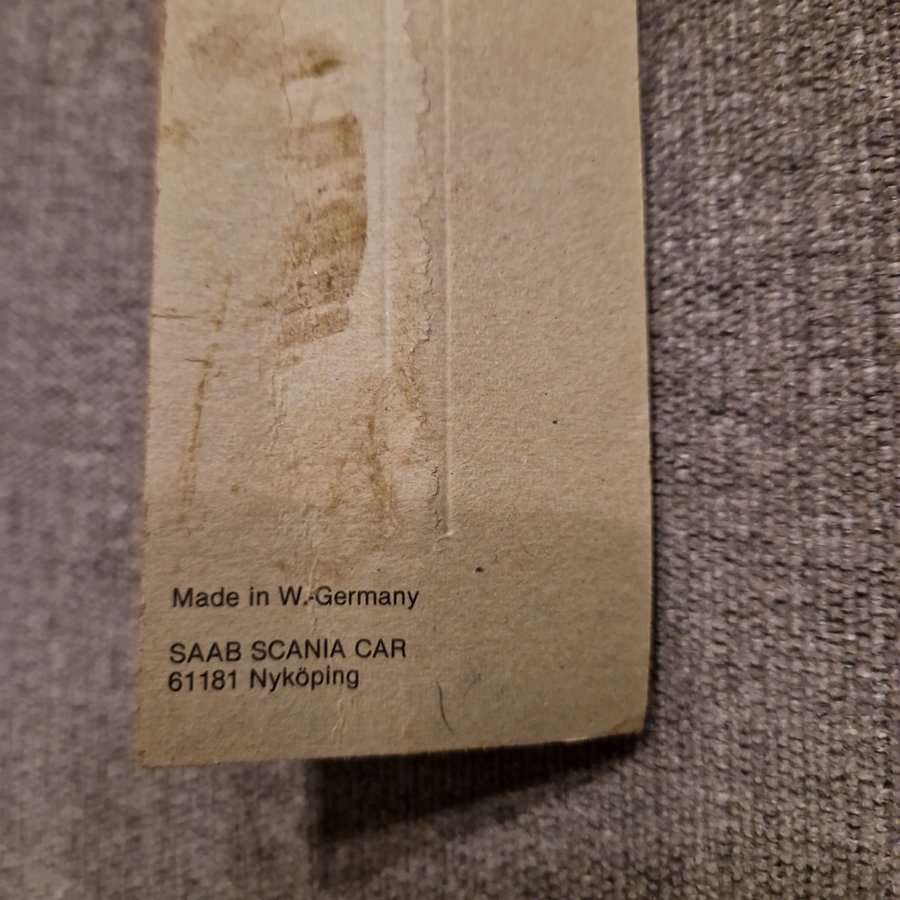 Made in W.-Germany
SAAB SCANIA CAR
61181 Nyköping